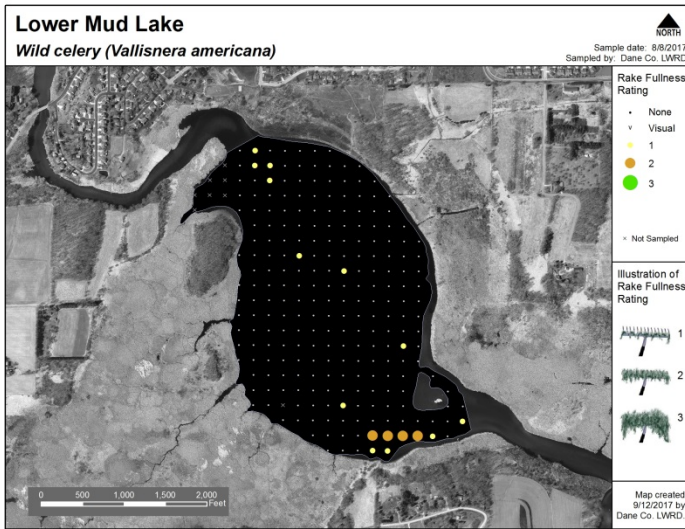 Lower Mud Lake
Wild celery (Vallisnera americana)
NORTH
Sample date: 8/8/2017
Sampled by: Dane Co. LWRD
Rake Fullness
Rating
None
v Visual
1
2
3
× Not Sampled
Illustration of
Rake Fullness
Rating
1
2
3
0 500 1,000 1,500 2,000
Feet
Map created
9/12/2017 by
Dane Co. LWRD.